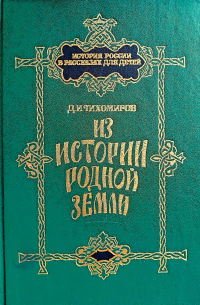 ИСТОРИЯ РОССИИ
В РАССКАЗАХ ДЛЯ ДЕТЕЙ
Д.И.ТИХОМИРОВ
ИЗ
ИСТОРИИ
РОДНОЙ
ЗЕМЛИ